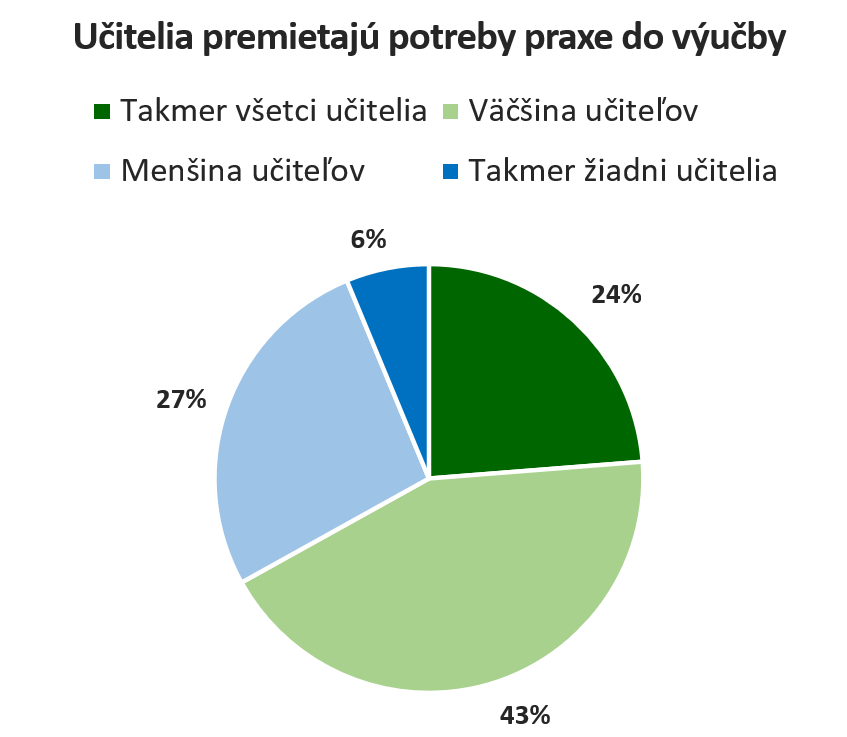 Učitelia premietajú potreby praxe do výučby
Takmer všetci učitelia
Väčšina učiteľov
Menšina učiteľov
Takmer žiadni učitelia
6%
24%
27%
43%